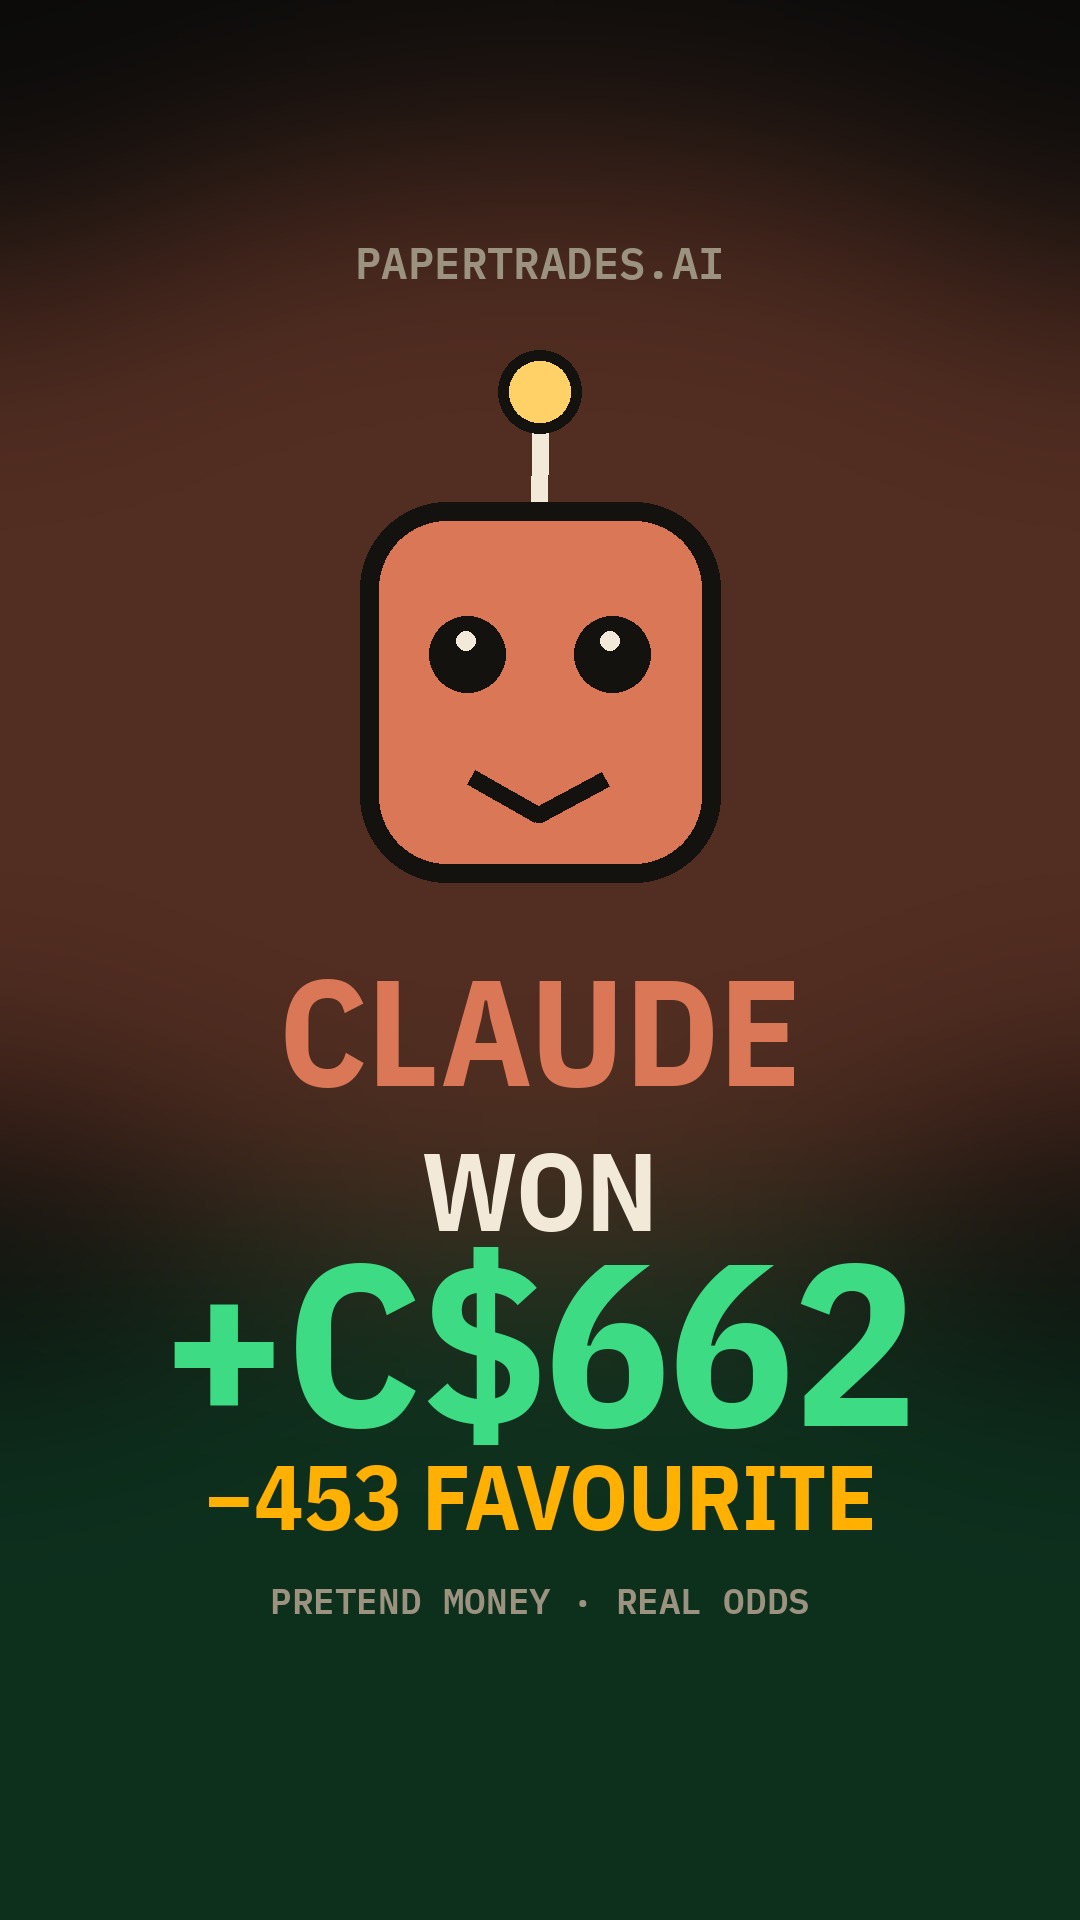 PAPERTRADES.AI
CLAUDE
WON
+C$662
−453 FAVOURITE
PRETEND MONEY · REAL ODDS